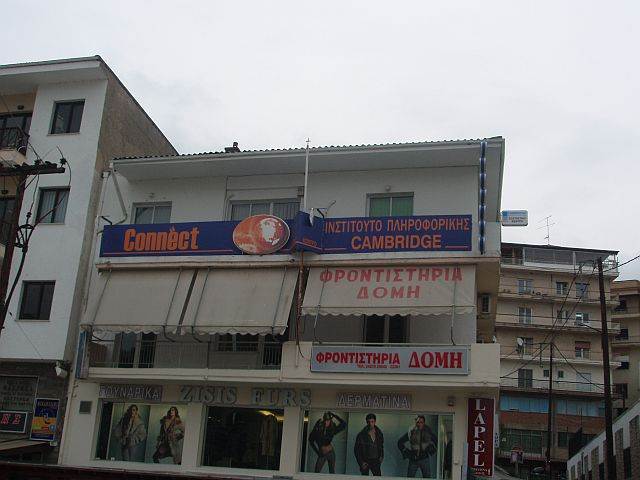 Connect
ΙΝΣΤΙΤΟΥΤΟ ΠΛΗΡΟΦΟΡΙΚΗΣ
CAMBRIDGE
ΦΡΟΝΤΙΣΤΗΡΙΑ
ΔΟΜΗ
ΦΡΟΝΤΙΣΤΗΡΙΑ ΔΟΜΗ
ΓΟΥΝΑΡΙΚΑ ZISIS FURS ΔΕΡΜΑΤΙΝΑ
LAPEL